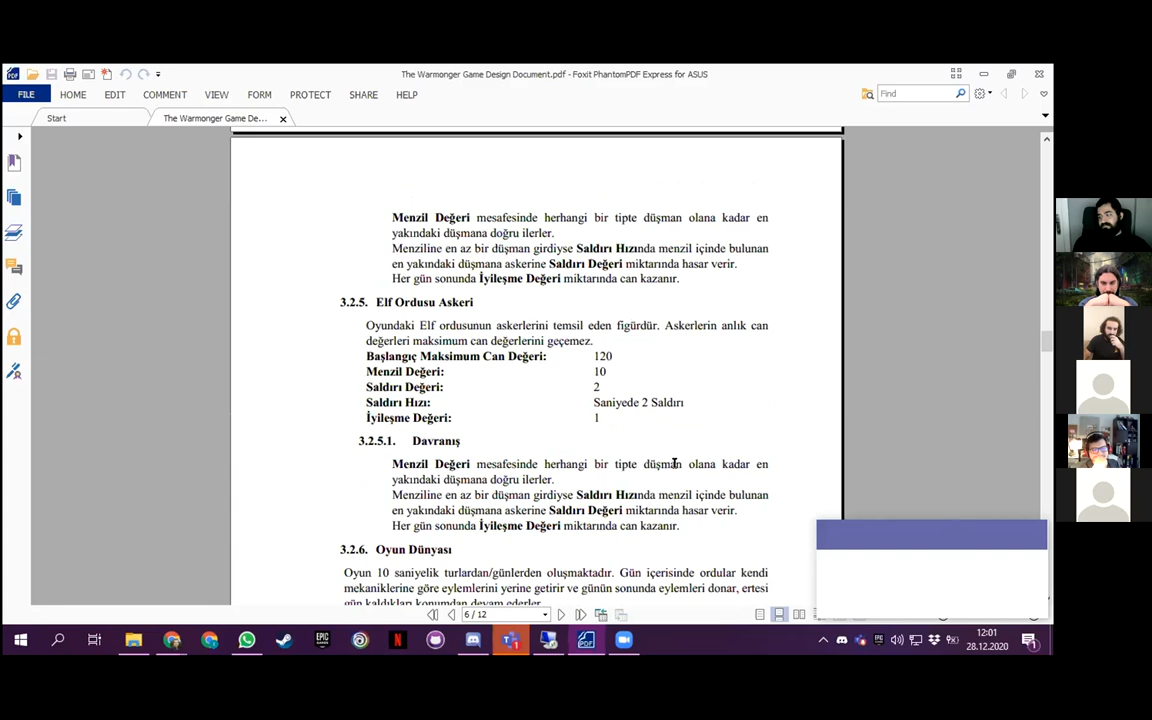 The Warmonger Game Design Document.pdf - Foxit PhantomPDF Express for ASUS
FILE HOME COMMENT EDIT VIEW FORM PROTECT SHARE HELP
Find
Start
The Warmonger Game De...
Menzil Değeri mesafesinde herhangi bir tipte düşman olana kadar en
yakındaki düşmana doğru ilerler.
Menziline en az bir düşman girdiyse Saldırı Hızında menzil içinde bulunan
en yakındaki düşmana askerine Saldırı Değeri miktarında hasar verir.
Her gün sonunda İyileşme Değeri miktarında can kazanır.
3.2.5. Elf Ordusu Askeri
Oyundaki Elf ordusunun askerlerini temsil eden figürdür. Askerlerin anlık can
değerleri maksimum can değerlerini geçemez.
Başlangıç Maksimum Can Değeri: 120
Menzil Değeri: 10
Saldırı Değeri: 2
Saldırı Hızı: Saniyede 2 Saldırı
İyileşme Değeri: 1
3.2.5.1. Davranış
Menzil Değeri mesafesinde herhangi bir tipte düşman olana kadar en
yakındaki düşmana doğru ilerler.
Menziline en az bir düşman girdiyse Saldırı Hızında menzil içinde bulunan
en yakındaki düşmana askerine Saldırı Değeri miktarında hasar verir.
Her gün sonunda İyileşme Değeri miktarında can kazanır.
3.2.6. Oyun Dünyası
Oyun 10 saniyelik turlardan/günlerden oluşmaktadır. Gün içerisinde ordular kendi
mekaniklerine göre eylemlerini yerine getirir ve günün sonunda eylemleri donar, ertesi
gün kaldıkları konumdan devam ederler.
6 / 12
12:01
28.12.2020